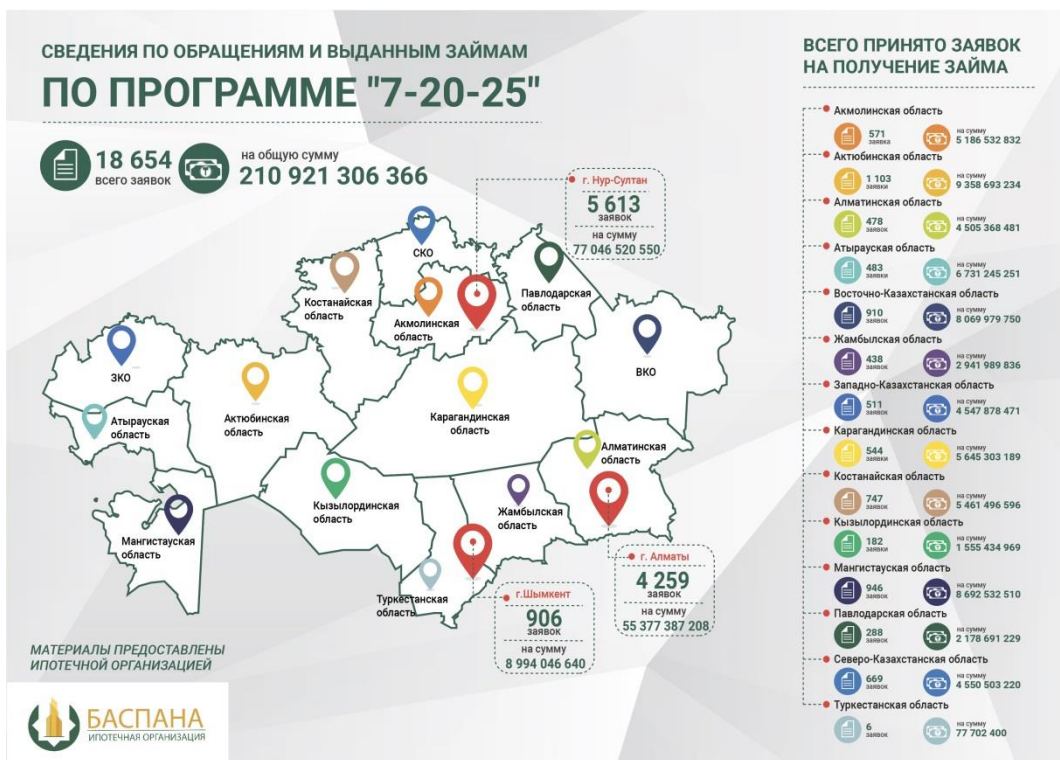 СВЕДЕНИЯ ПО ОБРАЩЕНИЯМ И ВЫДАННЫМ ЗАЙМАМ
ПО ПРОГРАММЕ "7-20-25"
18 654
всего заявок
на общую сумму
210 921 306 366
г. Нур-Султан
5 613
заявок
на сумму
77 046 520 550
СКО
Костанайская
область
Акмолинская
область
Павлодарская
область
ЗКО
Атырауская
область
Актюбинская
область
Карагандинская
область
ВКО
Алматинская
область
Мангистауская
область
Кызылординская
область
Жамбылская
область
Туркестанская
область
г.Шымкент
906
заявок
на сумму
8 994 046 640
г. Алматы
4 259
заявок
на сумму
55 377 387 208
МАТЕРИАЛЫ ПРЕДОСТАВЛЕНЫ
ИПОТЕЧНОЙ ОРГАНИЗАЦИЕЙ
БАСПАНА
ИПОТЕЧНАЯ ОРГАНИЗАЦИЯ
ВСЕГО ПРИНЯТО ЗАЯВОК
НА ПОЛУЧЕНИЕ ЗАЙМА
Акмолинская область
571
заявка
на сумму
5 186 532 832
Актюбинская область
1 103
заявки
на сумму
9 358 693 234
Алматинская область
478
заявок
на сумму
4 505 368 481
Атырауская область
483
заявки
на сумму
6 731 245 251
Восточно-Казахстанская область
910
заявок
на сумму
8 069 979 750
Жамбылская область
438
заявок
на сумму
2 941 989 836
Западно-Казахстанская область
511
заявок
на сумму
4 547 878 471
Карагандинская область
544
заявки
на сумму
5 645 303 189
Костанайская область
747
заявок
на сумму
5 461 496 596
Кызылординская область
182
заявки
на сумму
1 555 434 969
Мангистауская область
946
заявок
на сумму
8 692 532 510
Павлодарская область
288
заявок
на сумму
2 178 691 229
Северо-Казахстанская область
669
заявок
на сумму
4 550 503 220
Туркестанская область
6
заявок
на сумму
77 702 400